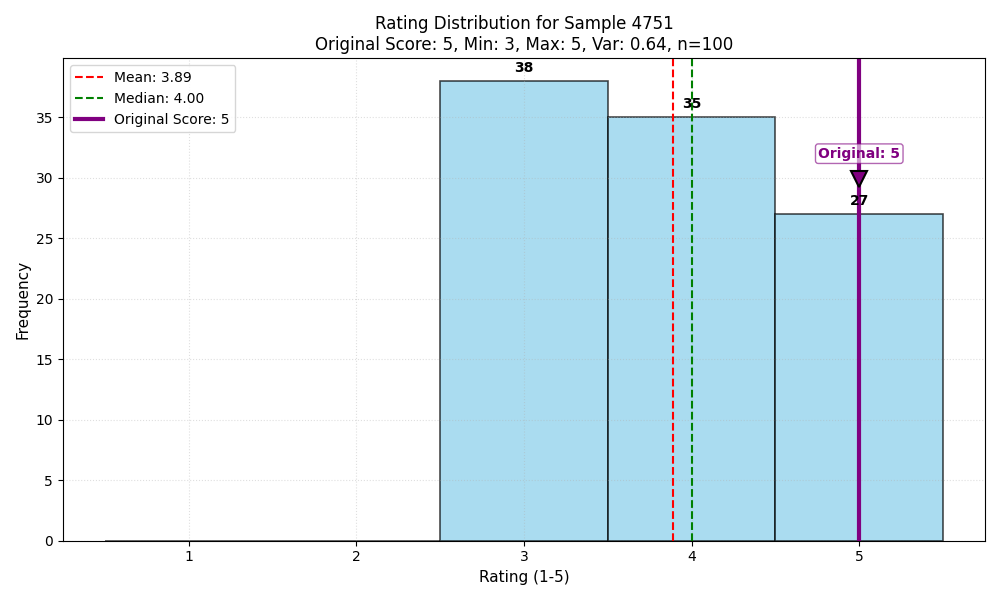 Rating Distribution for Sample 4751
Original Score: 5, Min: 3, Max: 5, Var: 0.64, n=100
Mean: 3.89
Median: 4.00
Original Score: 5
38
35
Original: 5
27
35
30
25
20
15
10
5
0
Frequency
1 2 3 4 5
Rating (1-5)